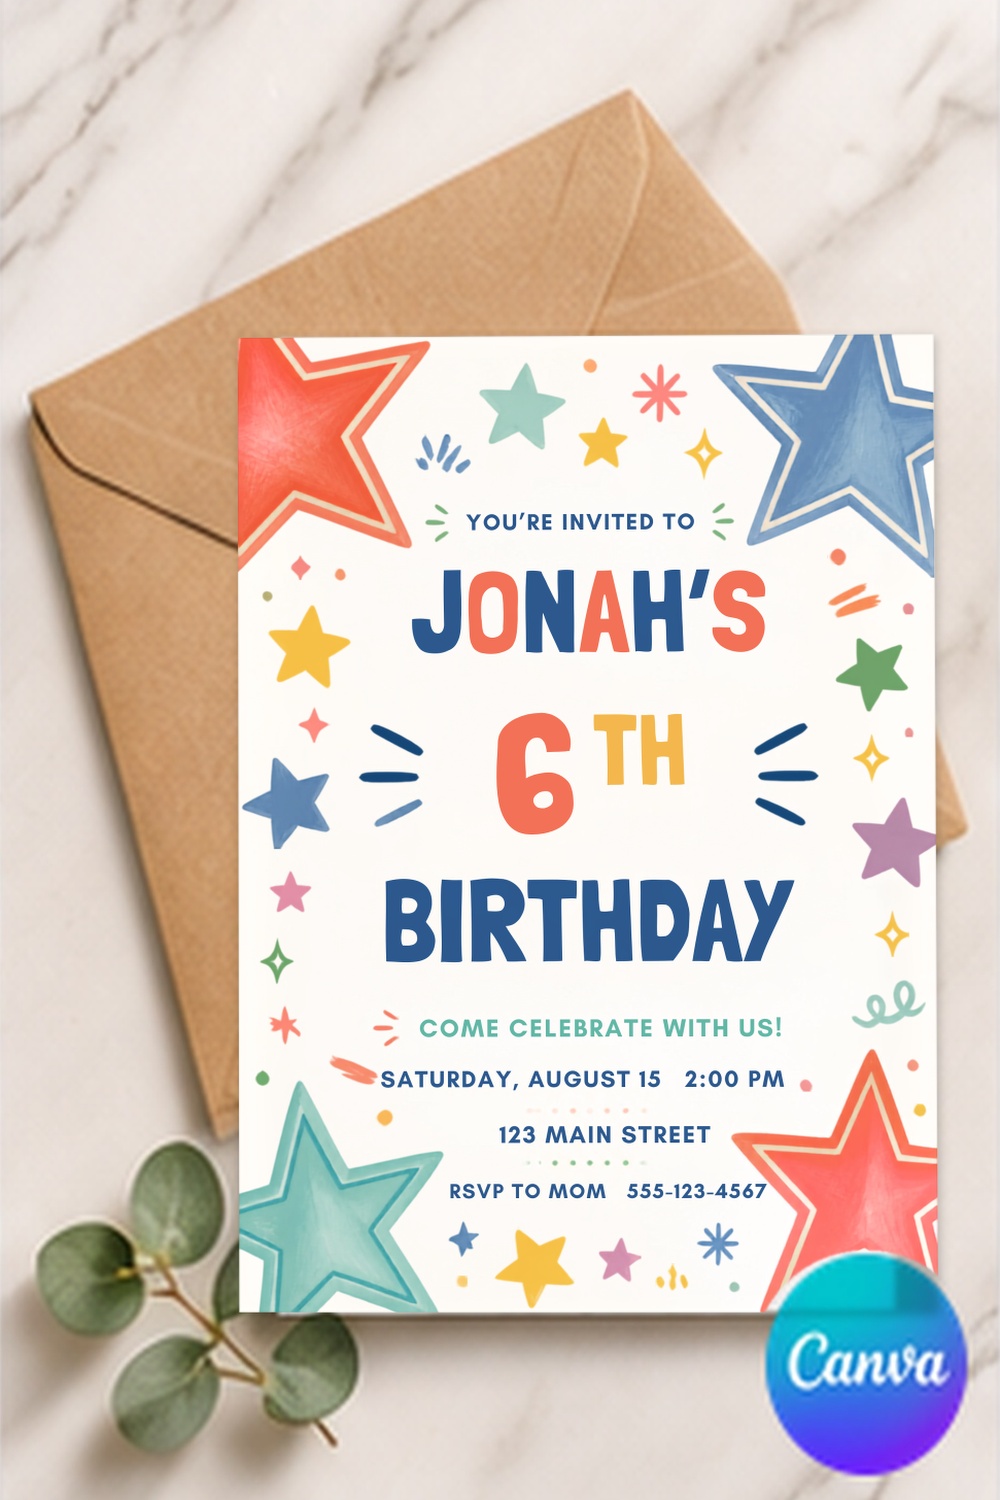 YOU'RE INVITED TO
JONAH'S
6TH
BIRTHDAY
COME CELEBRATE WITH US!
SATURDAY, AUGUST 15 2:00 PM
123 MAIN STREET
RSVP TO MOM 555-123-4567
Canva